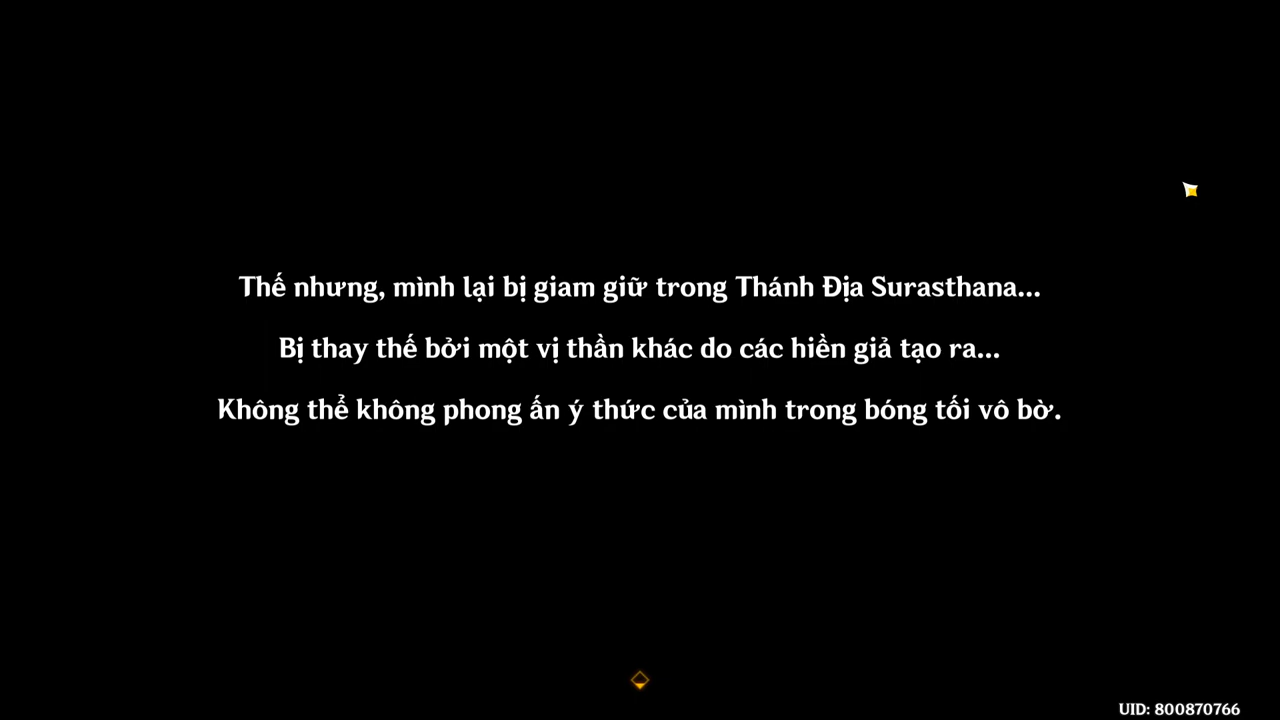 Thế nhưng, mình lại bị giam giữ trong Thánh Địa Surasthana...
Bị thay thế bởi một vị thần khác do các hiền giả tạo ra...
Không thể không phong ấn ý thức của mình trong bóng tối vô bờ.
UID: 800870766